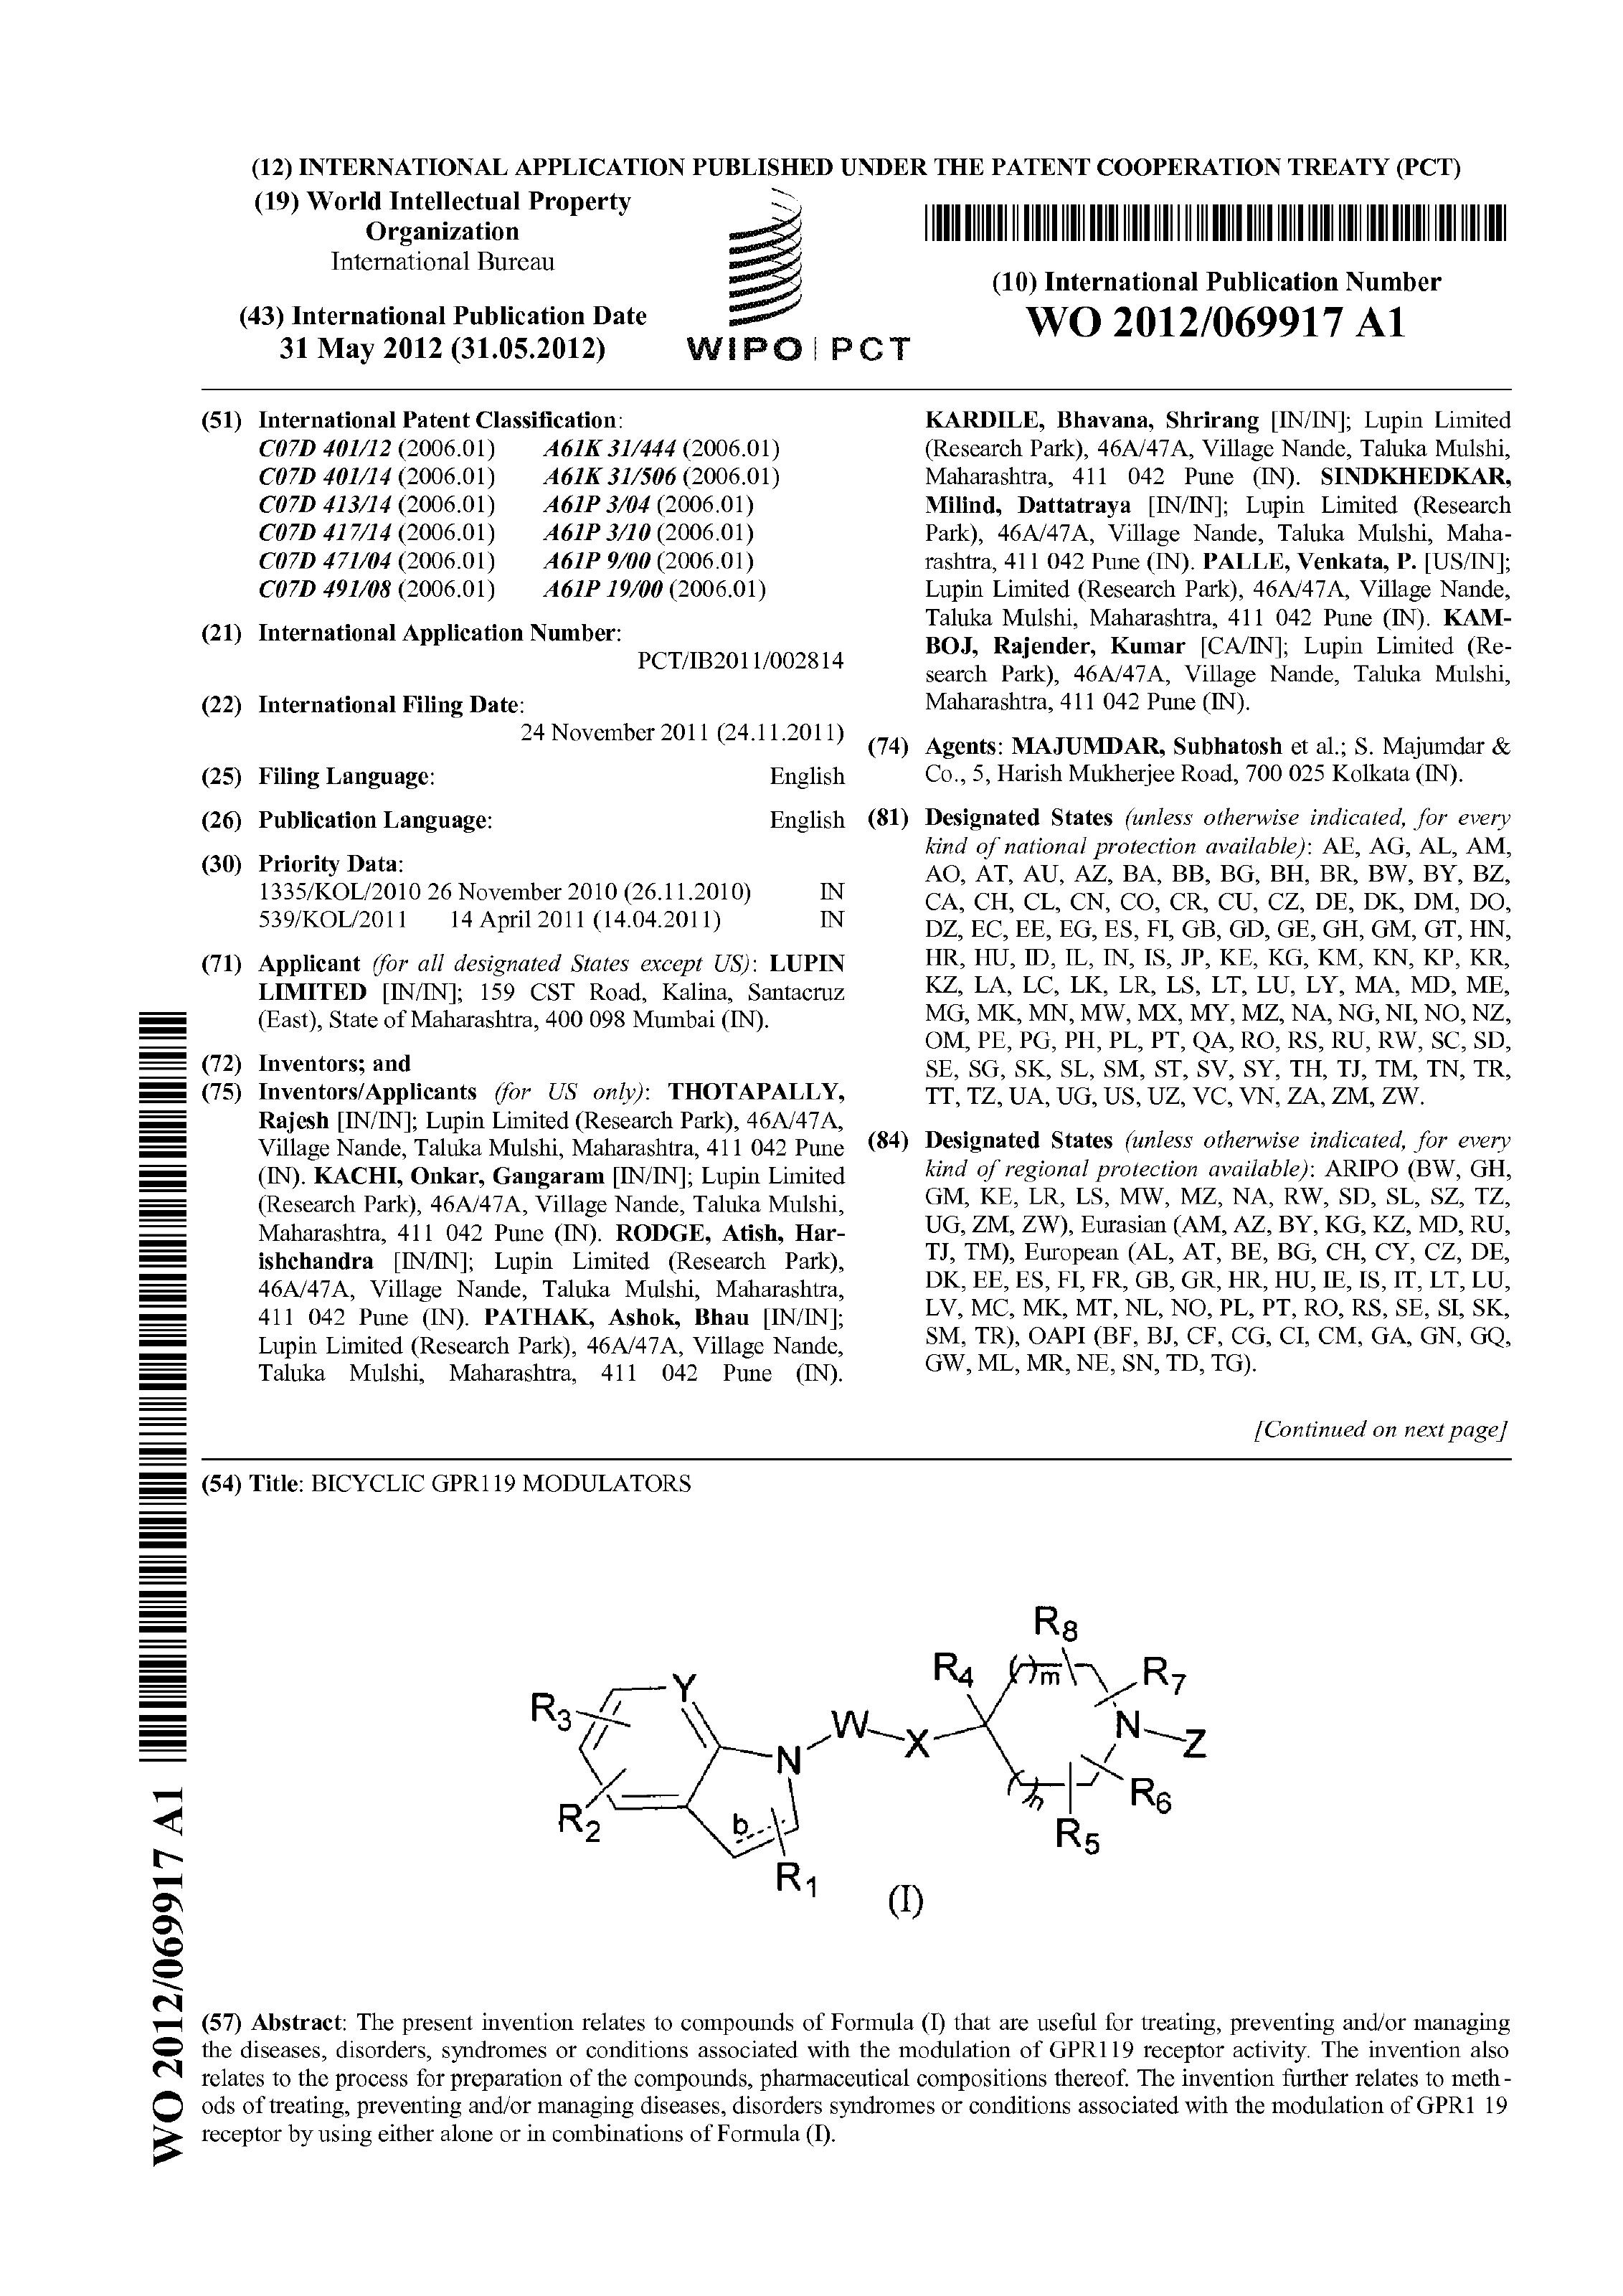 (12) INTERNATIONAL APPLICATION PUBLISHED UNDER THE PATENT COOPERATION TREATY (PCT)
(19) World Intellectual Property
Organization
International Bureau
(43) International Publication Date
31 May 2012 (31.05.2012)
WIPO | PCT
(10) International Publication Number
WO 2012/069917 A1
(51) International Patent Classification:
C07D 401/12 (2006.01) A61K 31/444 (2006.01)
C07D 401/14 (2006.01) A61K 31/506 (2006.01)
C07D 413/14 (2006.01) A61P 3/04 (2006.01)
C07D 417/14 (2006.01) A61P 3/10 (2006.01)
C07D 471/04 (2006.01) A61P 9/00 (2006.01)
C07D 491/08 (2006.01) A61P 19/00 (2006.01)
(21) International Application Number:
PCT/IB2011/002814
(22) International Filing Date:
24 November 2011 (24.11.2011)
(25) Filing Language: English
(26) Publication Language: English
(30) Priority Data:
1335/KOL/2010 26 November 2010 (26.11.2010) IN
539/KOL/2011 14 April 2011 (14.04.2011) IN
(71) Applicant (for all designated States except US): LUPIN
LIMITED [IN/IN]; 159 CST Road, Kalina, Santacruz
(East), State of Maharashtra, 400 098 Mumbai (IN).
(72) Inventors; and
(75) Inventors/Applicants (for US only): THOTAPALLY,
Rajesh [IN/IN]; Lupin Limited (Research Park), 46A/47A,
Village Nande, Taluka Mulshi, Maharashtra, 411 042 Pune
(IN). KACHI, Onkar, Gangaram [IN/IN]; Lupin Limited
(Research Park), 46A/47A, Village Nande, Taluka Mulshi,
Maharashtra, 411 042 Pune (IN). RODGE, Atish, Har-
ishchandra [IN/IN]; Lupin Limited (Research Park),
46A/47A, Village Nande, Taluka Mulshi, Maharashtra,
411 042 Pune (IN). PATHAK, Ashok, Bhau [IN/IN];
Lupin Limited (Research Park), 46A/47A, Village Nande,
Taluka Mulshi, Maharashtra, 411 042 Pune (IN).
KARDILE, Bhavana, Shrirang [IN/IN]; Lupin Limited
(Research Park), 46A/47A, Village Nande, Taluka Mulshi,
Maharashtra, 411 042 Pune (IN). SINDKHEDKAR,
Milind, Dattatraya [IN/IN]; Lupin Limited (Research
Park), 46A/47A, Village Nande, Taluka Mulshi, Maha-
rashtra, 411 042 Pune (IN). PALLE, Venkata, P. [US/IN];
Lupin Limited (Research Park), 46A/47A, Village Nande,
Taluka Mulshi, Maharashtra, 411 042 Pune (IN). KAM-
BOJ, Rajender, Kumar [CA/IN]; Lupin Limited (Re-
search Park), 46A/47A, Village Nande, Taluka Mulshi,
Maharashtra, 411 042 Pune (IN).
(74) Agents: MAJUMDAR, Subhatosh et al.; S. Majumdar &
Co., 5, Harish Mukherjee Road, 700 025 Kolkata (IN).
(81) Designated States (unless otherwise indicated, for every
kind of national protection available): AE, AG, AL, AM,
AO, AT, AU, AZ, BA, BB, BG, BH, BR, BW, BY, BZ,
CA, CH, CL, CN, CO, CR, CU, CZ, DE, DK, DM, DO,
DZ, EC, EE, EG, ES, FI, GB, GD, GE, GH, GM, GT, HN,
HR, HU, ID, IL, IN, IS, JP, KE, KG, KM, KN, KP, KR,
KZ, LA, LC, LK, LR, LS, LT, LU, LY, MA, MD, ME,
MG, MK, MN, MW, MX, MY, MZ, NA, NG, NI, NO, NZ,
OM, PE, PG, PH, PL, PT, QA, RO, RS, RU, RW, SC, SD,
SE, SG, SK, SL, SM, ST, SV, SY, TH, TJ, TM, TN, TR,
TT, TZ, UA, UG, US, UZ, VC, VN, ZA, ZM, ZW.
(84) Designated States (unless otherwise indicated, for every
kind of regional protection available): ARIPO (BW, GH,
GM, KE, LR, LS, MW, MZ, NA, RW, SD, SL, SZ, TZ,
UG, ZM, ZW), Eurasian (AM, AZ, BY, KG, KZ, MD, RU,
TJ, TM), European (AL, AT, BE, BG, CH, CY, CZ, DE,
DK, EE, ES, FI, FR, GB, GR, HR, HU, IE, IS, IT, LT, LU,
LV, MC, MK, MT, NL, NO, PL, PT, RO, RS, SE, SI, SK,
SM, TR), OAPI (BF, BJ, CF, CG, CI, CM, GA, GN, GQ,
GW, ML, MR, NE, SN, TD, TG).
[Continued on next page]
(54) Title: BICYCLIC GPR119 MODULATORS
R8
R4 ( )m R7
R3 Y
W X N Z
N
R2 b ( )n R6
R5
R1
(I)
(57) Abstract: The present invention relates to compounds of Formula (I) that are useful for treating, preventing and/or managing
the diseases, disorders, syndromes or conditions associated with the modulation of GPR119 receptor activity. The invention also
relates to the process for preparation of the compounds, pharmaceutical compositions thereof. The invention further relates to meth-
ods of treating, preventing and/or managing diseases, disorders syndromes or conditions associated with the modulation of GPR1 19
receptor by using either alone or in combinations of Formula (I).
WO 2012/069917 A1